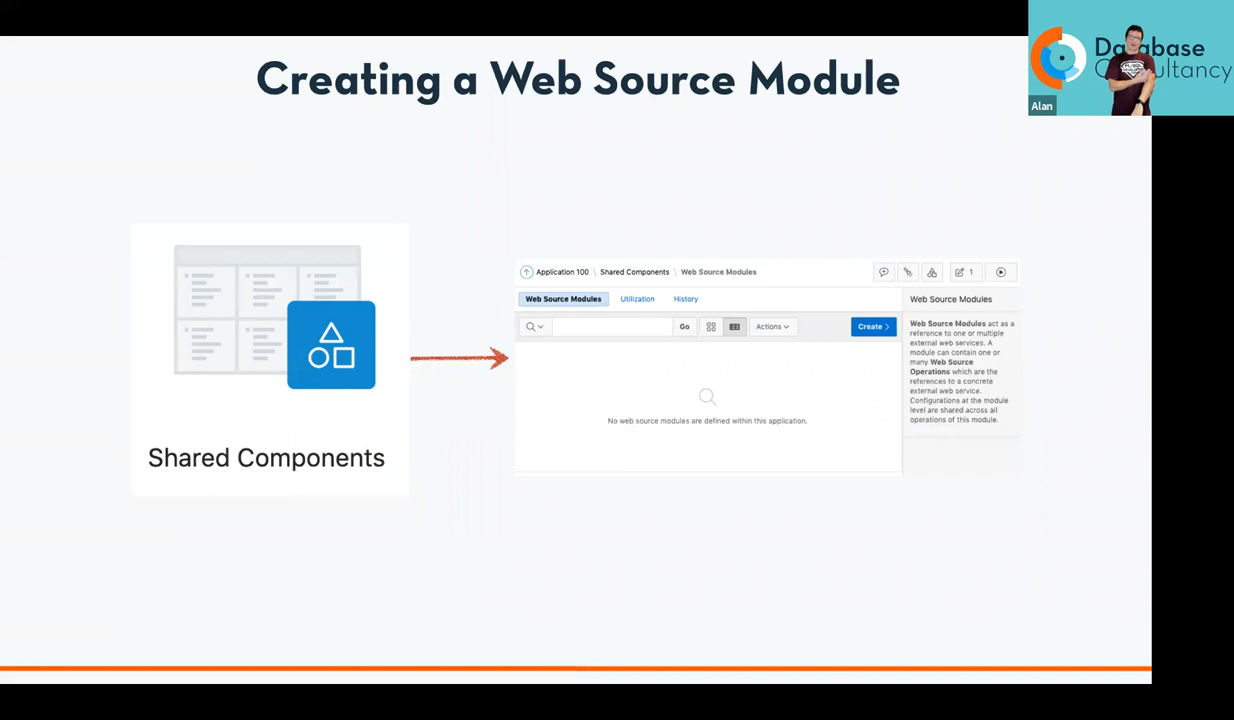 Creating a Web Source Module
Database
Consultancy
Alan
Shared Components
Application 100 \ Shared Components \ Web Source Modules
1
Web Source Modules
Utilization
History
Go
Actions
Create
No web source modules are defined within this application.
Web Source Modules
Web Source Modules act as a
reference to one or multiple
external web services. A
module can contain one or
many Web Source
Operations which are the
references to a concrete
external web service.
Configurations at the module
level are shared across all
operations of this module.